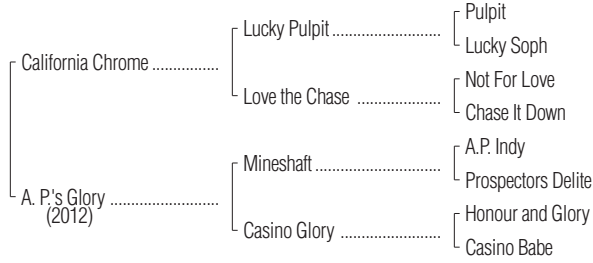 Pulpit
Lucky Pulpit
Lucky Soph
California Chrome
Not For Love
Love the Chase
Chase It Down
A.P. Indy
Mineshaft
Prospectors Delite
A. P.'s Glory
(2012)
Honour and Glory
Casino Glory
Casino Babe